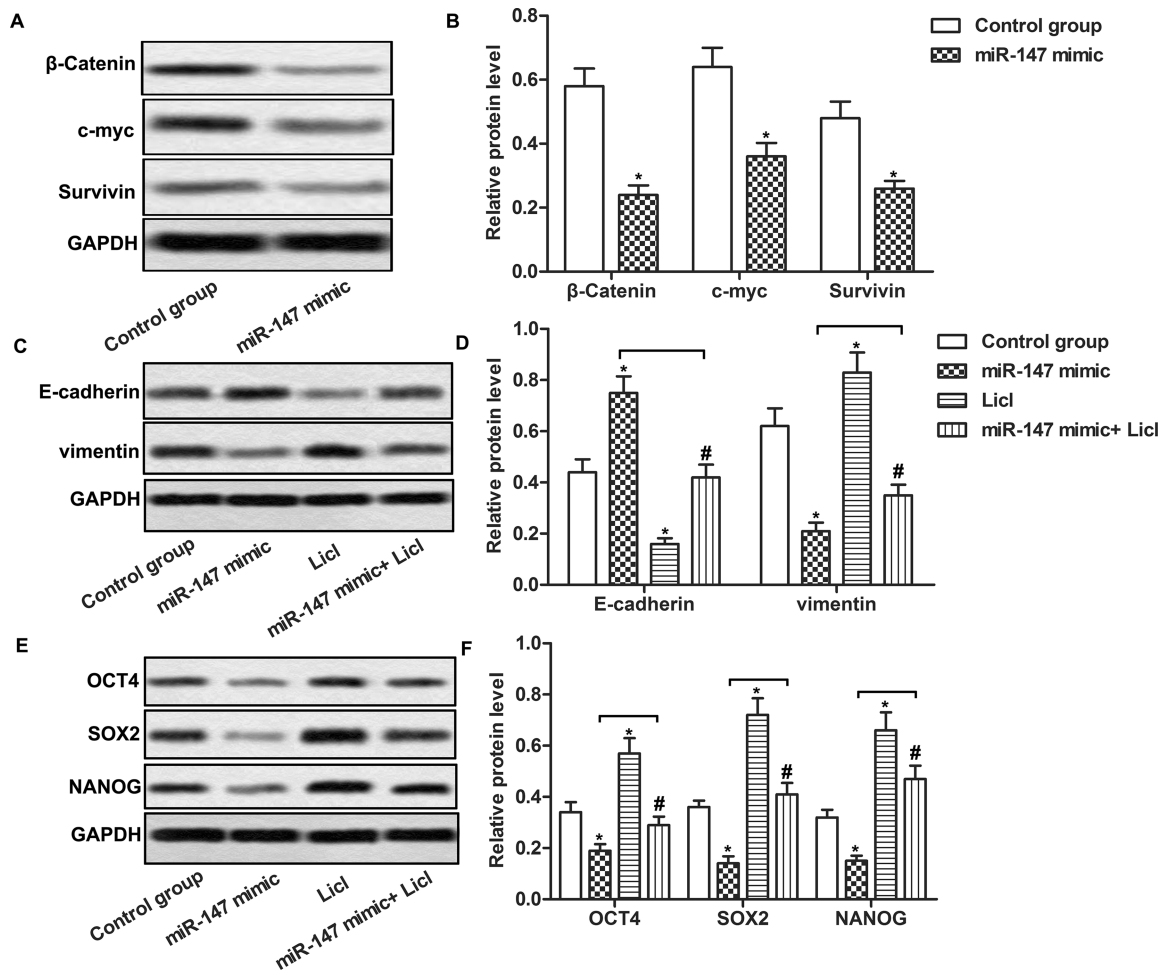 A
β-Catenin
c-myc
Survivin
GAPDH
Control group
miR-147 mimic
B
Relative protein level
0.8
0.6
0.4
0.2
0.0
*
*
*
β-Catenin
c-myc
Survivin
Control group
miR-147 mimic
C
E-cadherin
vimentin
GAPDH
Control group
miR-147 mimic
Licl
miR-147 mimic+ Licl
D
Relative protein level
1.0
0.8
0.6
0.4
0.2
0.0
*
*
#
*
*
#
E-cadherin
vimentin
Control group
miR-147 mimic
Licl
miR-147 mimic+ Licl
E
OCT4
SOX2
NANOG
GAPDH
Control group
miR-147 mimic
Licl
miR-147 mimic+ Licl
F
Relative protein level
1.0
0.8
0.6
0.4
0.2
0.0
*
*
#
*
*
#
*
*
#
OCT4
SOX2
NANOG